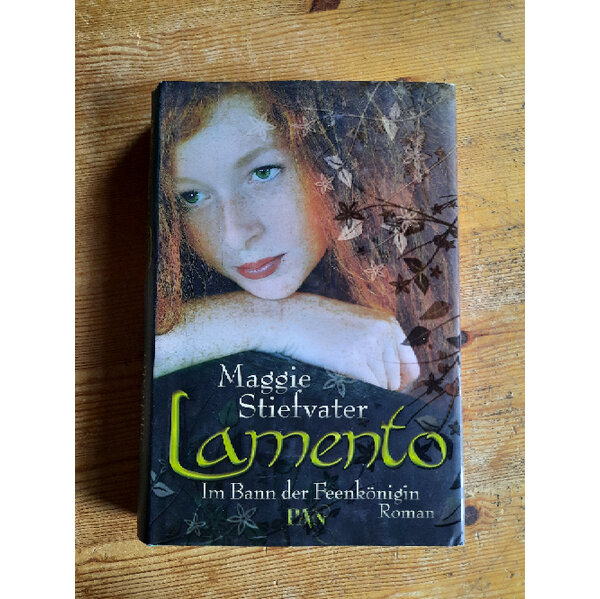 Maggie
Stiefvater
Lamento
Im Bann der Feenkönigin
Roman
PAN